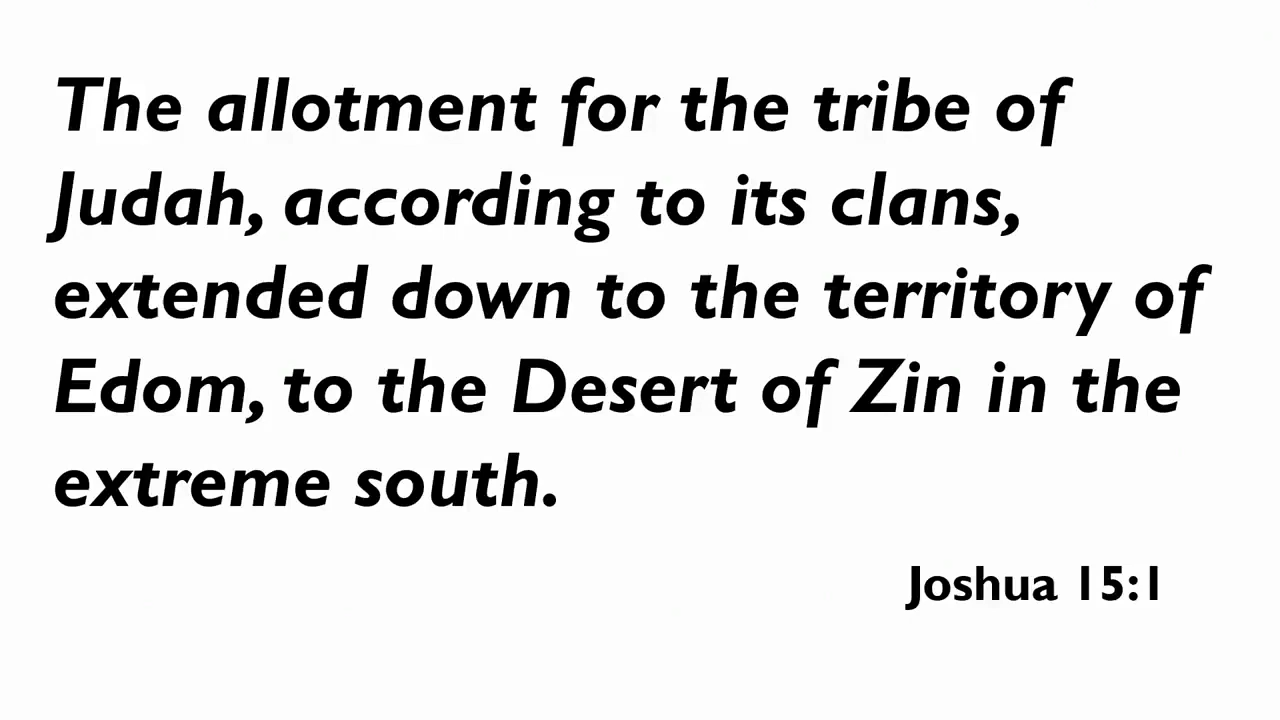 The allotment for the tribe of
Judah, according to its clans,
extended down to the territory of
Edom, to the Desert of Zin in the
extreme south.
Joshua 15:1